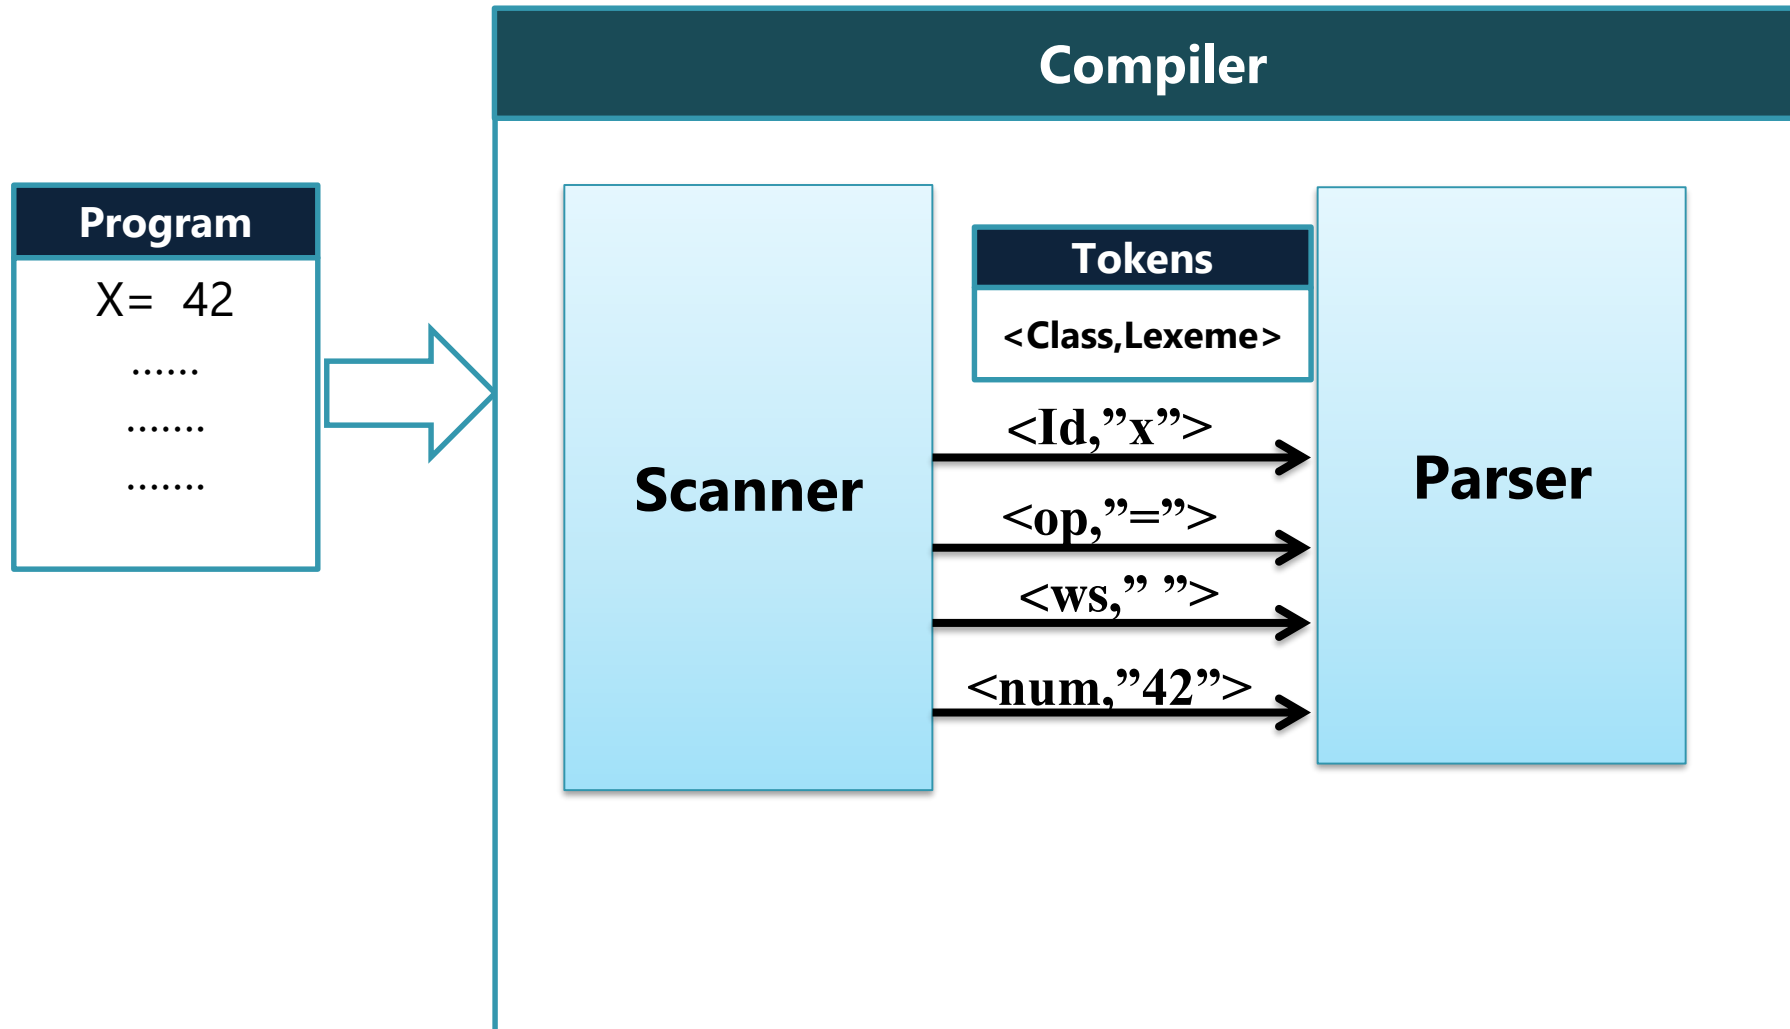 Compiler
Program
X= 42
......
.......
.......
Scanner
Tokens
<Class,Lexeme>
<Id,”x”>
<op,”=”>
<ws,” ”>
<num,”42”>
Parser